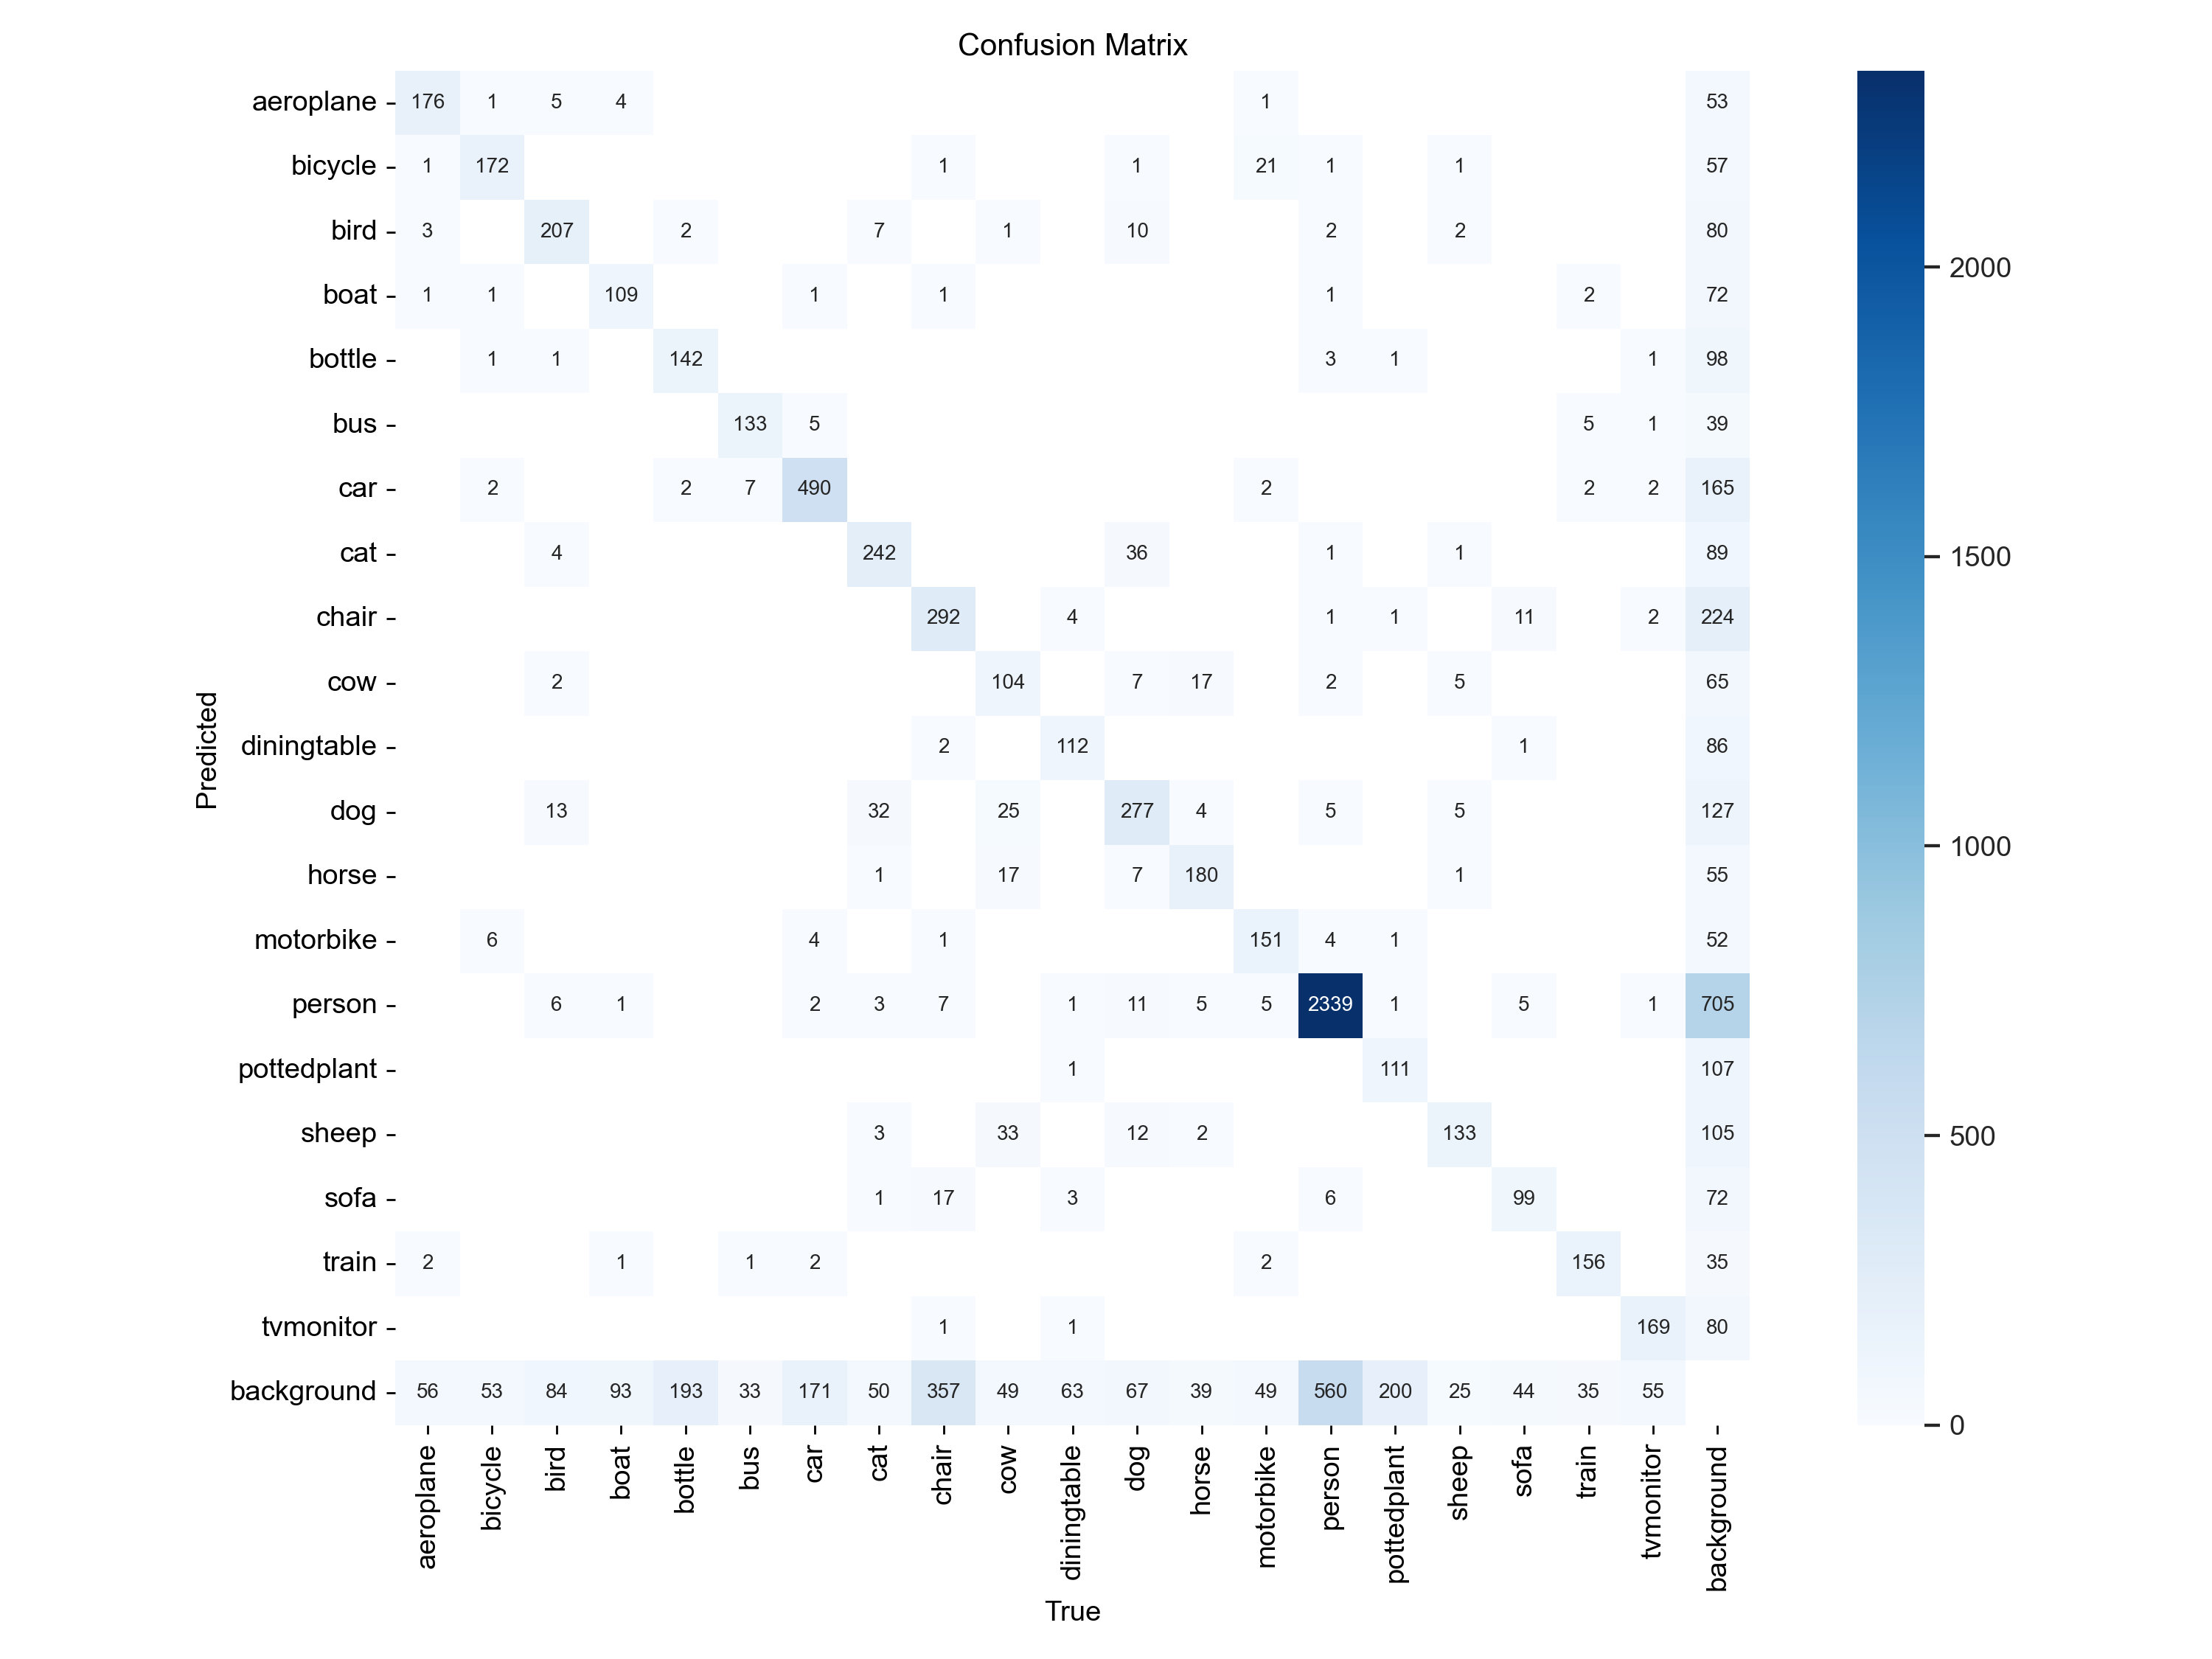 Confusion Matrix
aeroplane 176 1 5 4 1 53
bicycle 1 172 1 1 21 1 1 57
bird 3 207 2 7 1 10 2 2 80
boat 1 1 109 1 1 1 2 72
bottle 1 1 142 3 1 1 98
bus 133 5 5 1 39
car 2 2 7 490 2 2 2 165
cat 4 242 36 1 1 89
chair 292 4 1 1 11 2 224
cow 2 104 7 17 2 5 65
diningtable 2 112 1 86
dog 13 32 25 277 4 5 5 127
horse 1 17 7 180 1 55
motorbike 6 4 1 151 4 1 52
person 6 1 2 3 7 1 11 5 5 2339 1 5 1 705
pottedplant 1 111 107
sheep 3 33 12 2 133 105
sofa 1 17 3 6 99 72
train 2 1 1 2 2 156 35
tvmonitor 1 1 169 80
background 56 53 84 93 193 33 171 50 357 49 63 67 39 49 560 200 25 44 35 55
aeroplane bicycle bird boat bottle bus car cat chair cow diningtable dog horse motorbike person pottedplant sheep sofa train tvmonitor background
True
Predicted
2000
1500
1000
500
0